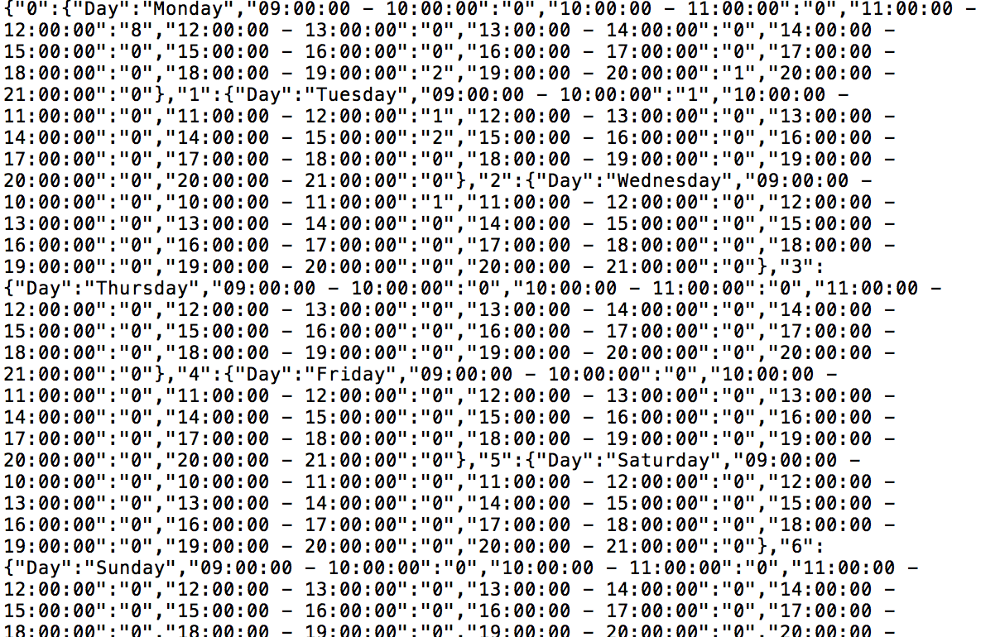 {"0":{"Day":"Monday","09:00:00 - 10:00:00":"0","10:00:00 - 11:00:00":"0","11:00:00 -
12:00:00":"8","12:00:00 - 13:00:00":"0","13:00:00 - 14:00:00":"0","14:00:00 -
15:00:00":"0","15:00:00 - 16:00:00":"0","16:00:00 - 17:00:00":"0","17:00:00 -
18:00:00":"0","18:00:00 - 19:00:00":"2","19:00:00 - 20:00:00":"1","20:00:00 -
21:00:00":"0"},"1":{"Day":"Tuesday","09:00:00 - 10:00:00":"1","10:00:00 -
11:00:00":"0","11:00:00 - 12:00:00":"1","12:00:00 - 13:00:00":"0","13:00:00 -
14:00:00":"0","14:00:00 - 15:00:00":"2","15:00:00 - 16:00:00":"0","16:00:00 -
17:00:00":"0","17:00:00 - 18:00:00":"0","18:00:00 - 19:00:00":"0","19:00:00 -
20:00:00":"0","20:00:00 - 21:00:00":"0"},"2":{"Day":"Wednesday","09:00:00 -
10:00:00":"0","10:00:00 - 11:00:00":"1","11:00:00 - 12:00:00":"0","12:00:00 -
13:00:00":"0","13:00:00 - 14:00:00":"0","14:00:00 - 15:00:00":"0","15:00:00 -
16:00:00":"0","16:00:00 - 17:00:00":"0","17:00:00 - 18:00:00":"0","18:00:00 -
19:00:00":"0","19:00:00 - 20:00:00":"0","20:00:00 - 21:00:00":"0"},"3":
{"Day":"Thursday","09:00:00 - 10:00:00":"0","10:00:00 - 11:00:00":"0","11:00:00 -
12:00:00":"0","12:00:00 - 13:00:00":"0","13:00:00 - 14:00:00":"0","14:00:00 -
15:00:00":"0","15:00:00 - 16:00:00":"0","16:00:00 - 17:00:00":"0","17:00:00 -
18:00:00":"0","18:00:00 - 19:00:00":"0","19:00:00 - 20:00:00":"0","20:00:00 -
21:00:00":"0"},"4":{"Day":"Friday","09:00:00 - 10:00:00":"0","10:00:00 -
11:00:00":"0","11:00:00 - 12:00:00":"0","12:00:00 - 13:00:00":"0","13:00:00 -
14:00:00":"0","14:00:00 - 15:00:00":"0","15:00:00 - 16:00:00":"0","16:00:00 -
17:00:00":"0","17:00:00 - 18:00:00":"0","18:00:00 - 19:00:00":"0","19:00:00 -
20:00:00":"0","20:00:00 - 21:00:00":"0"},"5":{"Day":"Saturday","09:00:00 -
10:00:00":"0","10:00:00 - 11:00:00":"0","11:00:00 - 12:00:00":"0","12:00:00 -
13:00:00":"0","13:00:00 - 14:00:00":"0","14:00:00 - 15:00:00":"0","15:00:00 -
16:00:00":"0","16:00:00 - 17:00:00":"0","17:00:00 - 18:00:00":"0","18:00:00 -
19:00:00":"0","19:00:00 - 20:00:00":"0","20:00:00 - 21:00:00":"0"},"6":
{"Day":"Sunday","09:00:00 - 10:00:00":"0","10:00:00 - 11:00:00":"0","11:00:00 -
12:00:00":"0","12:00:00 - 13:00:00":"0","13:00:00 - 14:00:00":"0","14:00:00 -
15:00:00":"0","15:00:00 - 16:00:00":"0","16:00:00 - 17:00:00":"0","17:00:00 -
18:00:00":"0","18:00:00 - 19:00:00":"0","19:00:00 - 20:00:00":"0","20:00:00 -